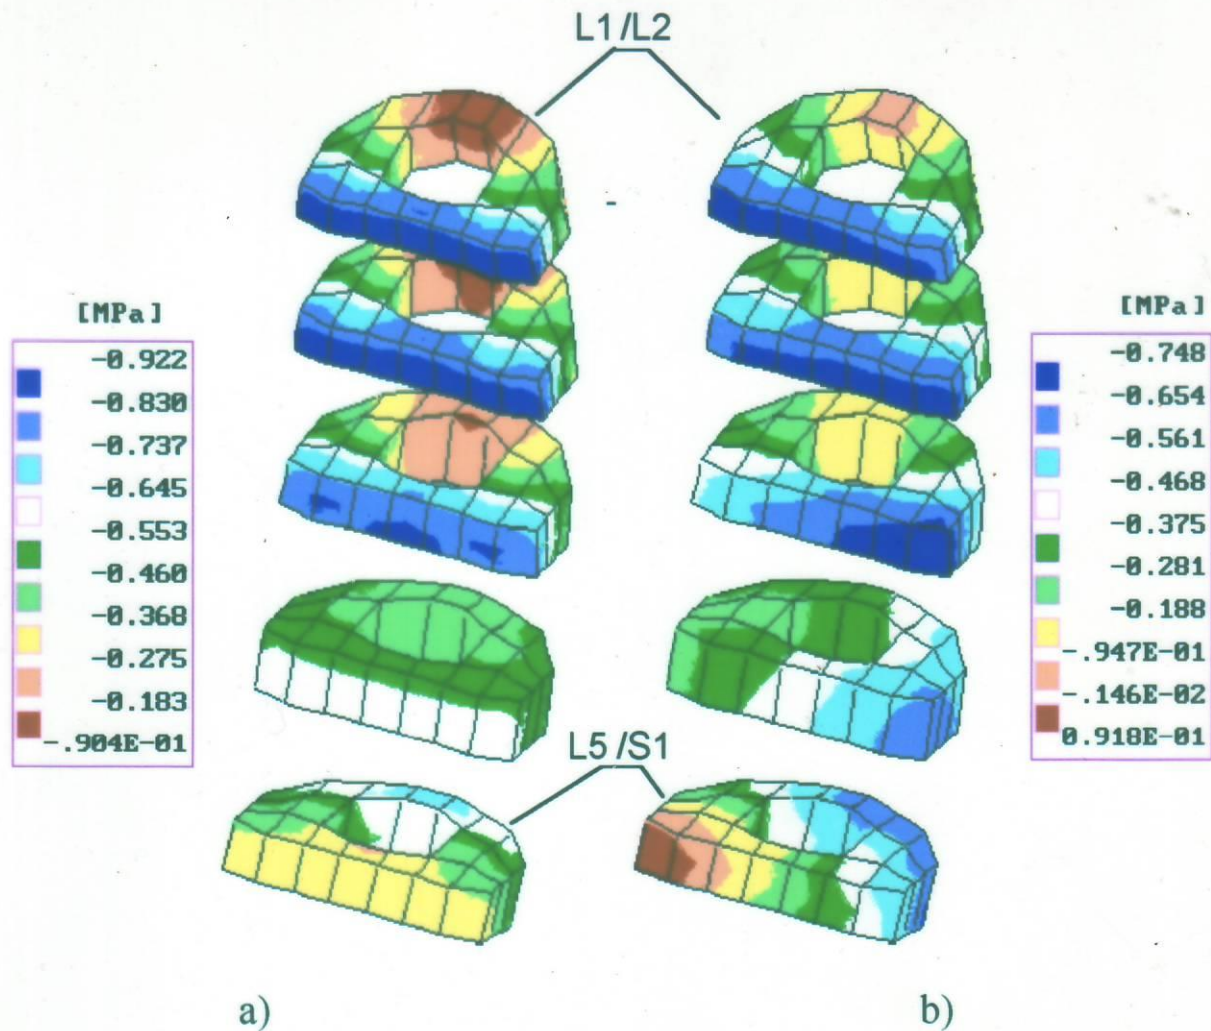 L1/L2
[MPa]
-0.922
-0.830
-0.737
-0.645
-0.553
-0.460
-0.368
-0.275
-0.183
-.904E-01
[MPa]
-0.748
-0.654
-0.561
-0.468
-0.375
-0.281
-0.188
-.947E-01
-.146E-02
0.918E-01
L5/S1
a)
b)